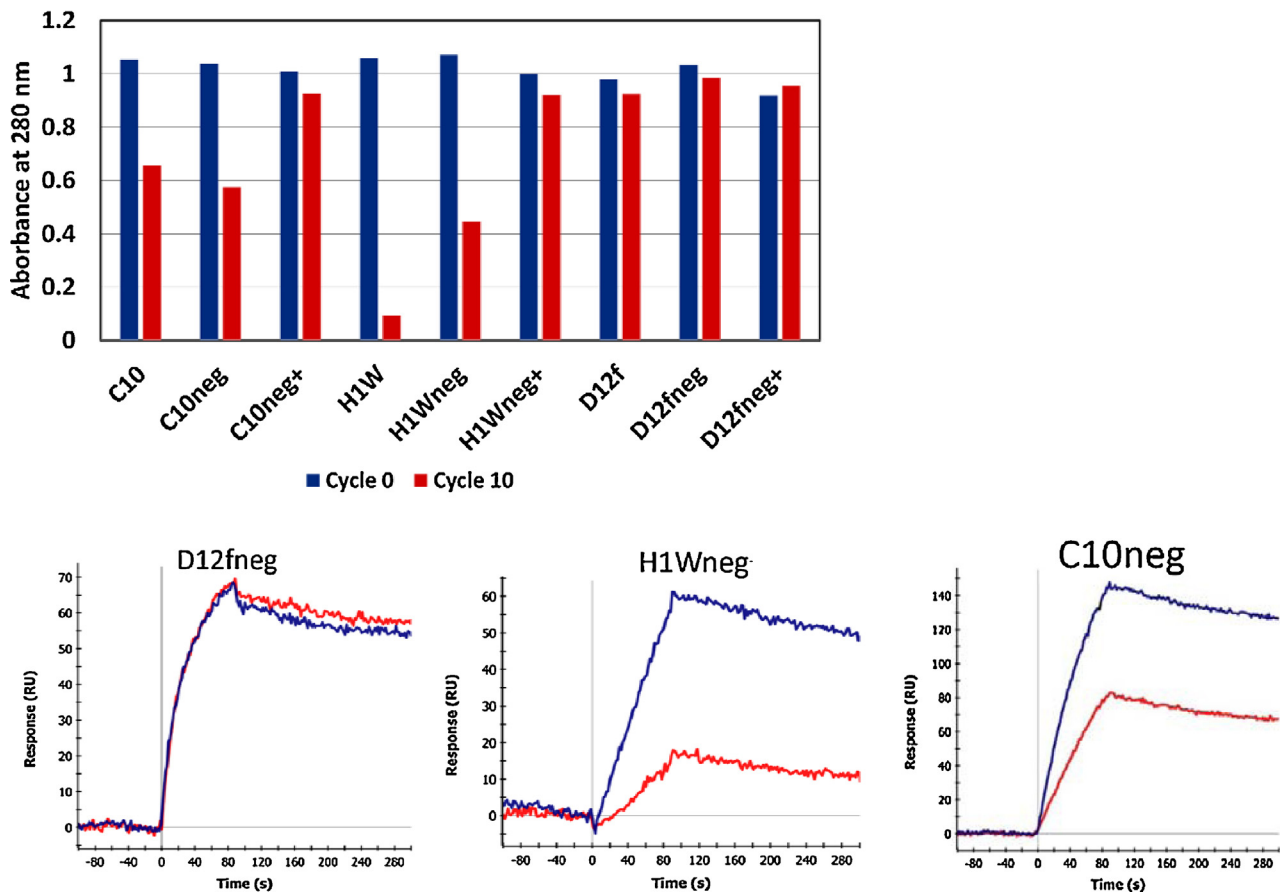 1.2
1
0.8
0.6
0.4
0.2
0
Aborbance at 280 nm
C10
C10neg
C10neg+
H1W
H1Wneg
H1Wneg+
D12f
D12fneg
D12fneg+
Cycle 0 Cycle 10
D12fneg
70
60
50
40
30
20
10
0
Response (RU)
-80 -40 0 40 80 120 160 200 240 280
Time (s)
H1Wneg
60
50
40
30
20
10
0
Response (RU)
-80 -40 0 40 80 120 160 200 240 280
Time (s)
C10neg
140
120
100
80
60
40
20
0
Response (RU)
-80 -40 0 40 80 120 160 200 240 280
Time (s)